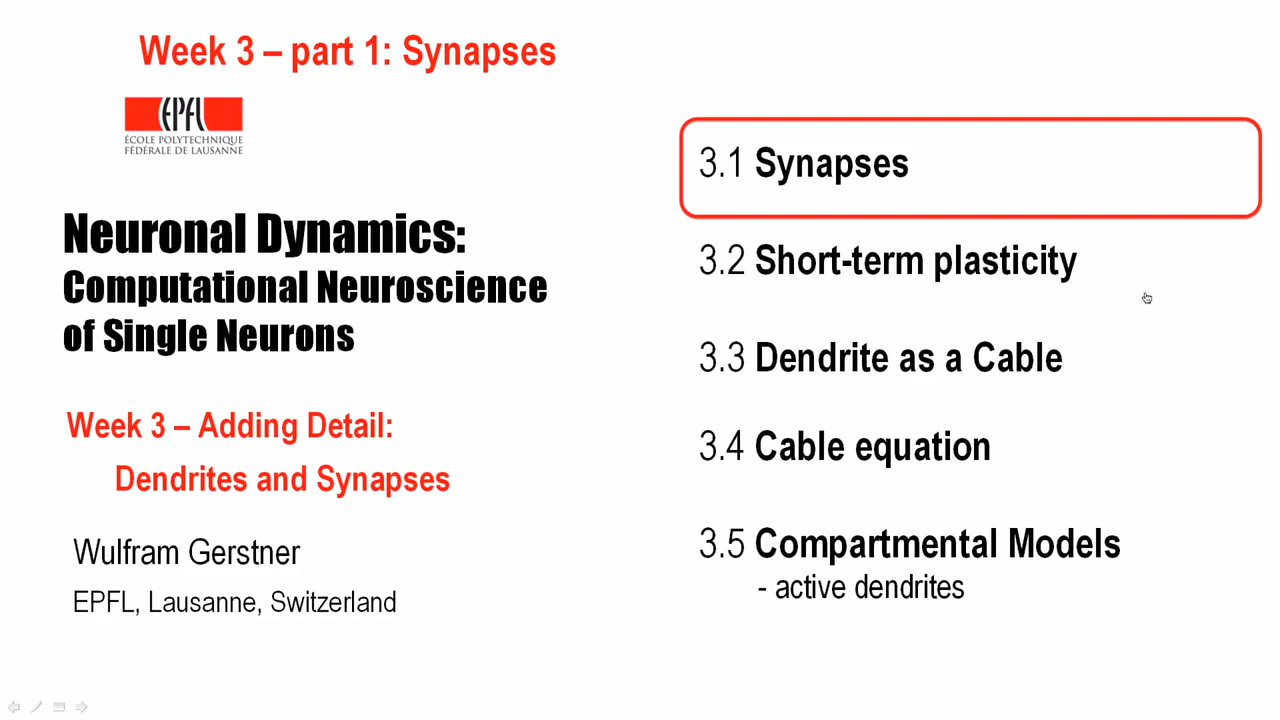 Week 3 – part 1: Synapses
EPFL
ÉCOLE POLYTECHNIQUE
FÉDÉRALE DE LAUSANNE
Neuronal Dynamics:
Computational Neuroscience
of Single Neurons
Week 3 – Adding Detail:
Dendrites and Synapses
Wulfram Gerstner
EPFL, Lausanne, Switzerland
3.1 Synapses
3.2 Short-term plasticity
3.3 Dendrite as a Cable
3.4 Cable equation
3.5 Compartmental Models
- active dendrites